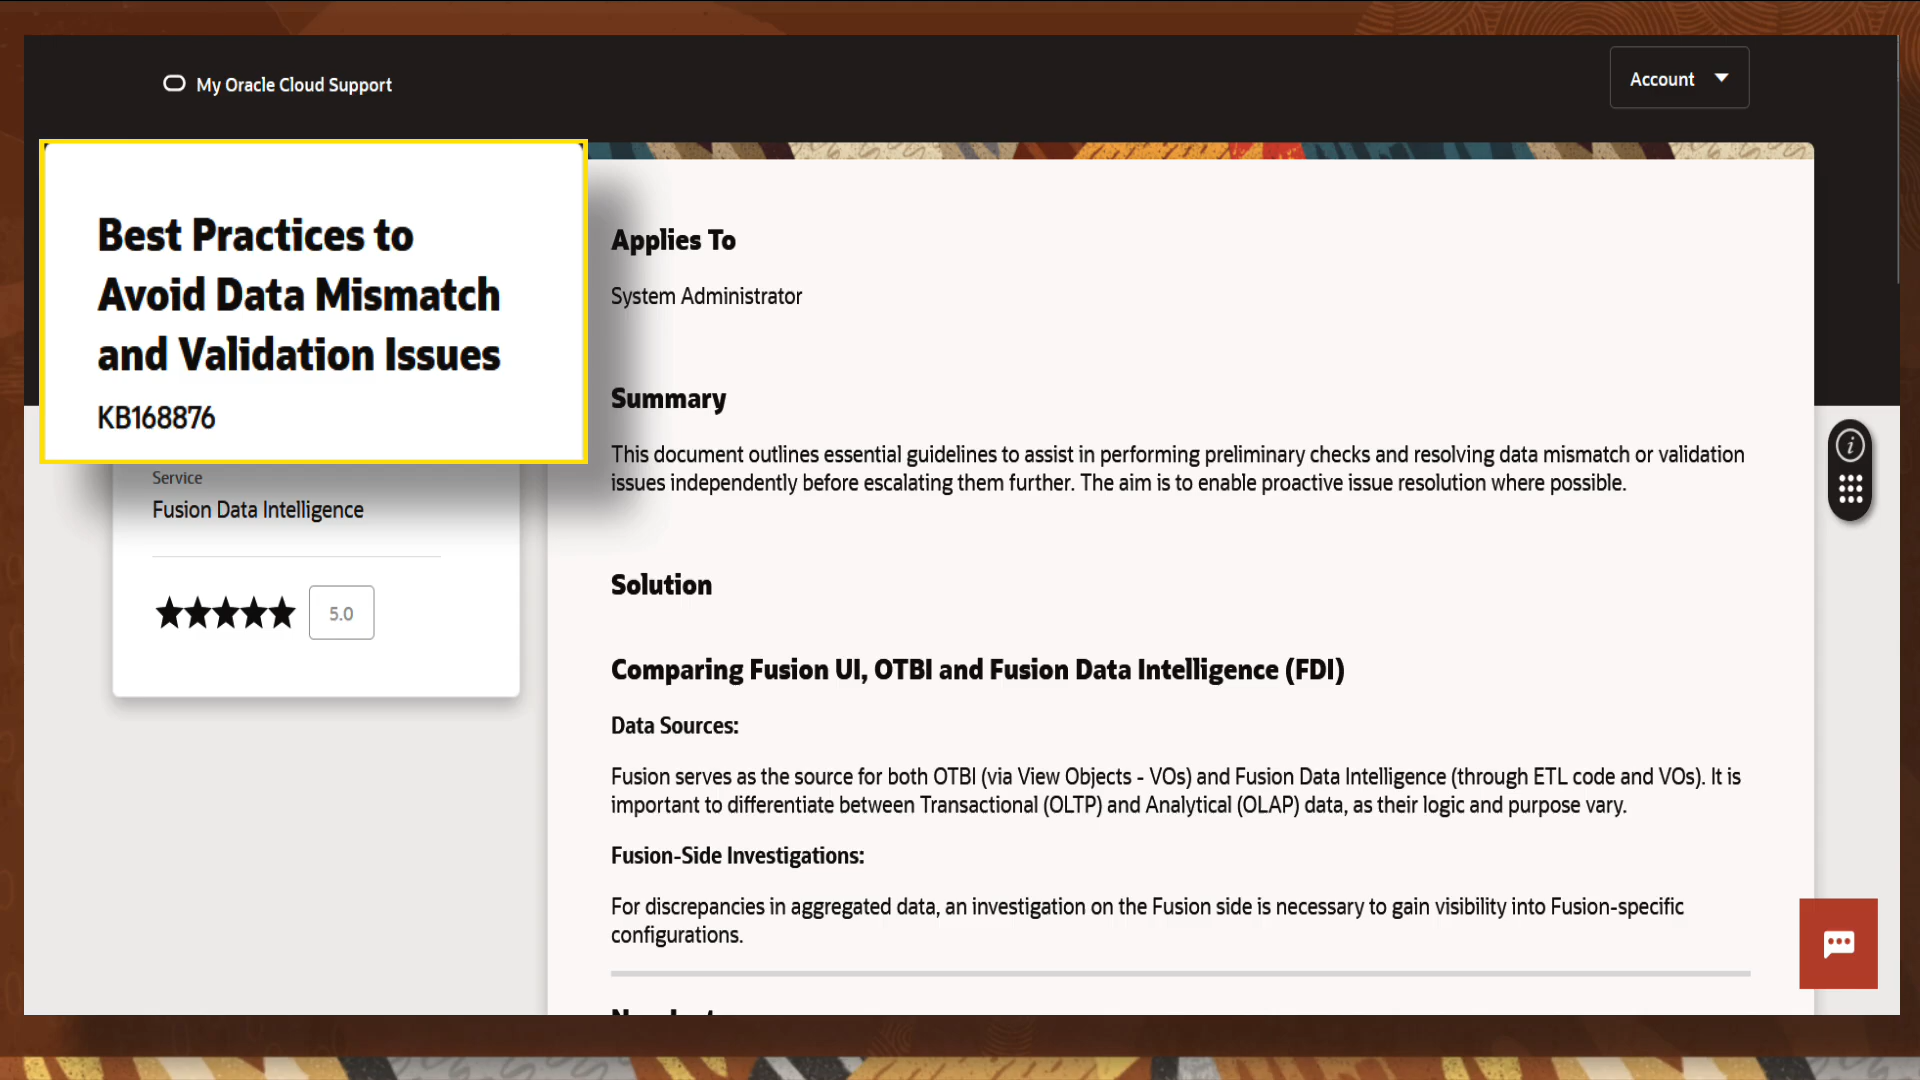 My Oracle Cloud Support
Account
Best Practices to
Avoid Data Mismatch
and Validation Issues
KB168876
Service
Fusion Data Intelligence
5.0
Applies To
System Administrator
Summary
This document outlines essential guidelines to assist in performing preliminary checks and resolving data mismatch or validation
issues independently before escalating them further. The aim is to enable proactive issue resolution where possible.
Solution
Comparing Fusion UI, OTBI and Fusion Data Intelligence (FDI)
Data Sources:
Fusion serves as the source for both OTBI (via View Objects - VOs) and Fusion Data Intelligence (through ETL code and VOs). It is
important to differentiate between Transactional (OLTP) and Analytical (OLAP) data, as their logic and purpose vary.
Fusion-Side Investigations:
For discrepancies in aggregated data, an investigation on the Fusion side is necessary to gain visibility into Fusion-specific
configurations.